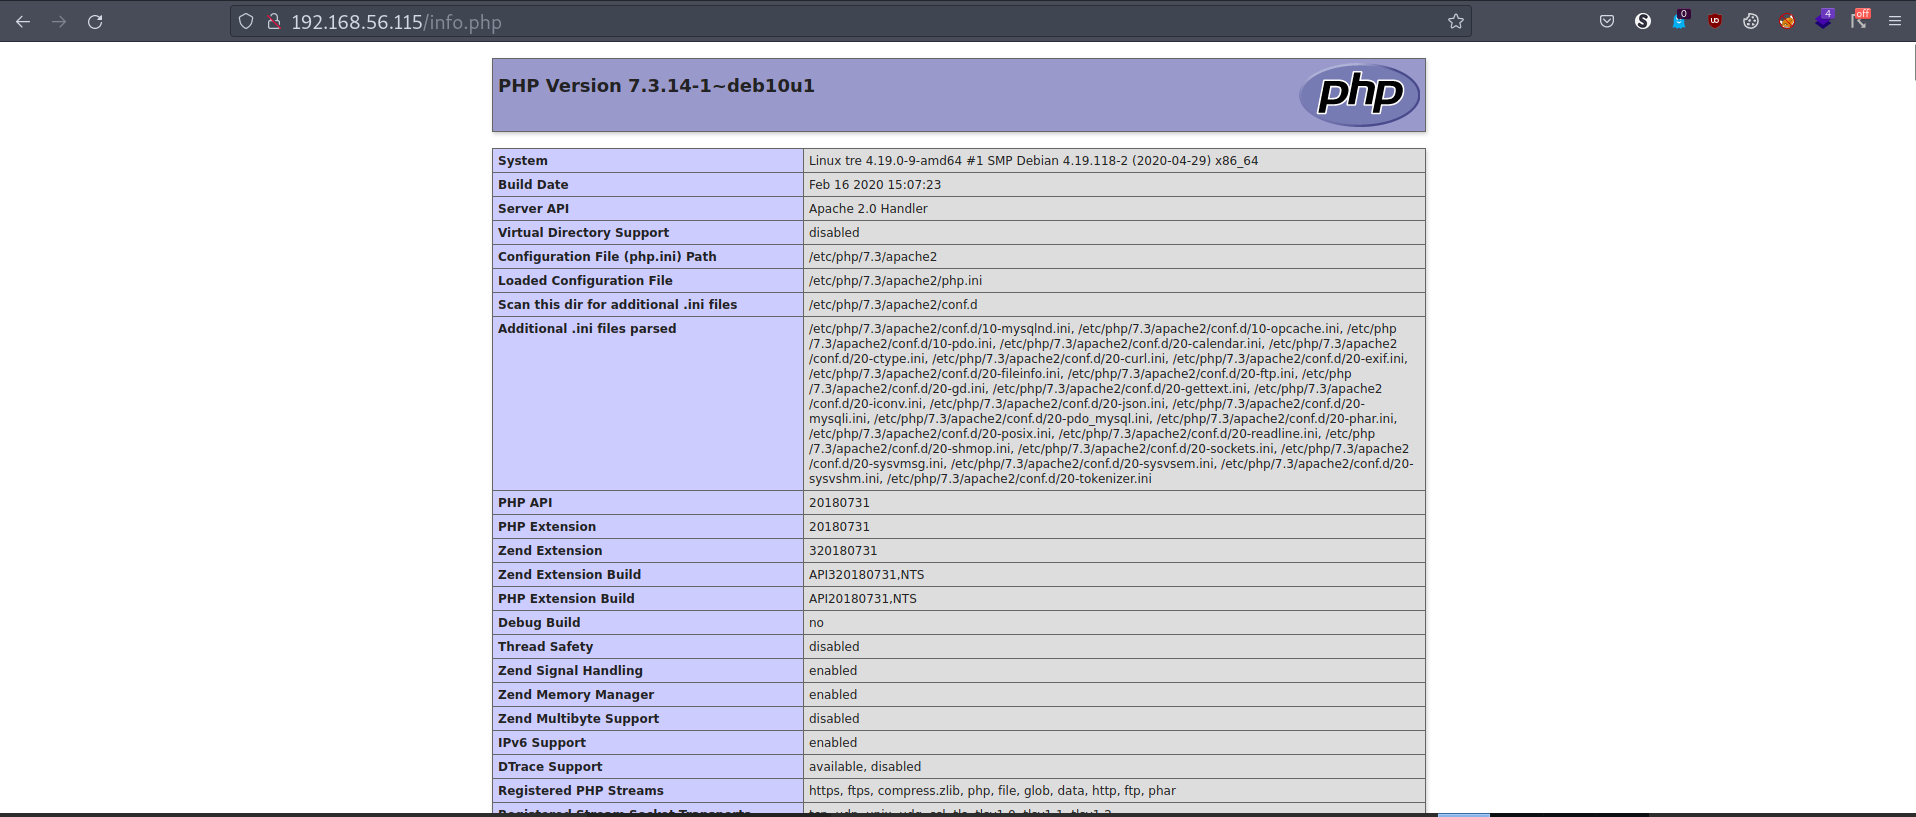 192.168.56.115/info.php
0
4
off
PHP Version 7.3.14-1~deb10u1
php
System Linux tre 4.19.0-9-amd64 #1 SMP Debian 4.19.118-2 (2020-04-29) x86_64
Build Date Feb 16 2020 15:07:23
Server API Apache 2.0 Handler
Virtual Directory Support disabled
Configuration File (php.ini) Path /etc/php/7.3/apache2
Loaded Configuration File /etc/php/7.3/apache2/php.ini
Scan this dir for additional .ini files /etc/php/7.3/apache2/conf.d
Additional .ini files parsed /etc/php/7.3/apache2/conf.d/10-mysqlnd.ini, /etc/php/7.3/apache2/conf.d/10-opcache.ini, /etc/php
/7.3/apache2/conf.d/10-pdo.ini, /etc/php/7.3/apache2/conf.d/20-calendar.ini, /etc/php/7.3/apache2
/conf.d/20-ctype.ini, /etc/php/7.3/apache2/conf.d/20-curl.ini, /etc/php/7.3/apache2/conf.d/20-exif.ini,
/etc/php/7.3/apache2/conf.d/20-fileinfo.ini, /etc/php/7.3/apache2/conf.d/20-ftp.ini, /etc/php
/7.3/apache2/conf.d/20-gd.ini, /etc/php/7.3/apache2/conf.d/20-gettext.ini, /etc/php/7.3/apache2
/conf.d/20-iconv.ini, /etc/php/7.3/apache2/conf.d/20-json.ini, /etc/php/7.3/apache2/conf.d/20-
mysqli.ini, /etc/php/7.3/apache2/conf.d/20-pdo_mysql.ini, /etc/php/7.3/apache2/conf.d/20-phar.ini,
/etc/php/7.3/apache2/conf.d/20-posix.ini, /etc/php/7.3/apache2/conf.d/20-readline.ini, /etc/php
/7.3/apache2/conf.d/20-shmop.ini, /etc/php/7.3/apache2/conf.d/20-sockets.ini, /etc/php/7.3/apache2
/conf.d/20-sysvmsg.ini, /etc/php/7.3/apache2/conf.d/20-sysvsem.ini, /etc/php/7.3/apache2/conf.d/20-
sysvshm.ini, /etc/php/7.3/apache2/conf.d/20-tokenizer.ini
PHP API 20180731
PHP Extension 20180731
Zend Extension 320180731
Zend Extension Build API320180731,NTS
PHP Extension Build API20180731,NTS
Debug Build no
Thread Safety disabled
Zend Signal Handling enabled
Zend Memory Manager enabled
Zend Multibyte Support disabled
IPv6 Support enabled
DTrace Support available, disabled
Registered PHP Streams https, ftps, compress.zlib, php, file, glob, data, http, ftp, phar
Registered Stream Socket Transports tcp, udp, unix, udg, ssl, tls, tlsv1.0, tlsv1.1, tlsv1.2